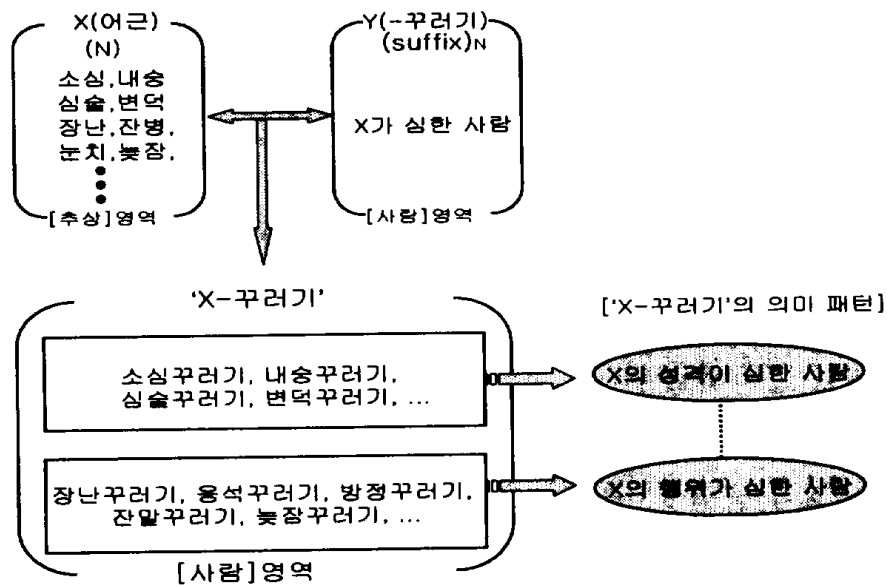 X(어근)
(N)
소심,내숭
심술,변덕
장난,잔병,
눈치,늦장,
[추상]영역
Y(-꾸러기)
(suffix)N
X가 심한 사람
[사람]영역
'X-꾸러기'
소심꾸러기, 내숭꾸러기,
심술꾸러기, 변덕꾸러기, ...
장난꾸러기, 용석꾸러기, 방정꾸러기,
잔말꾸러기, 늦장꾸러기, ...
[사람]영역
['X-꾸러기'의 의미 패턴]
X의 성격이 심한 사람
X의 행위가 심한 사람